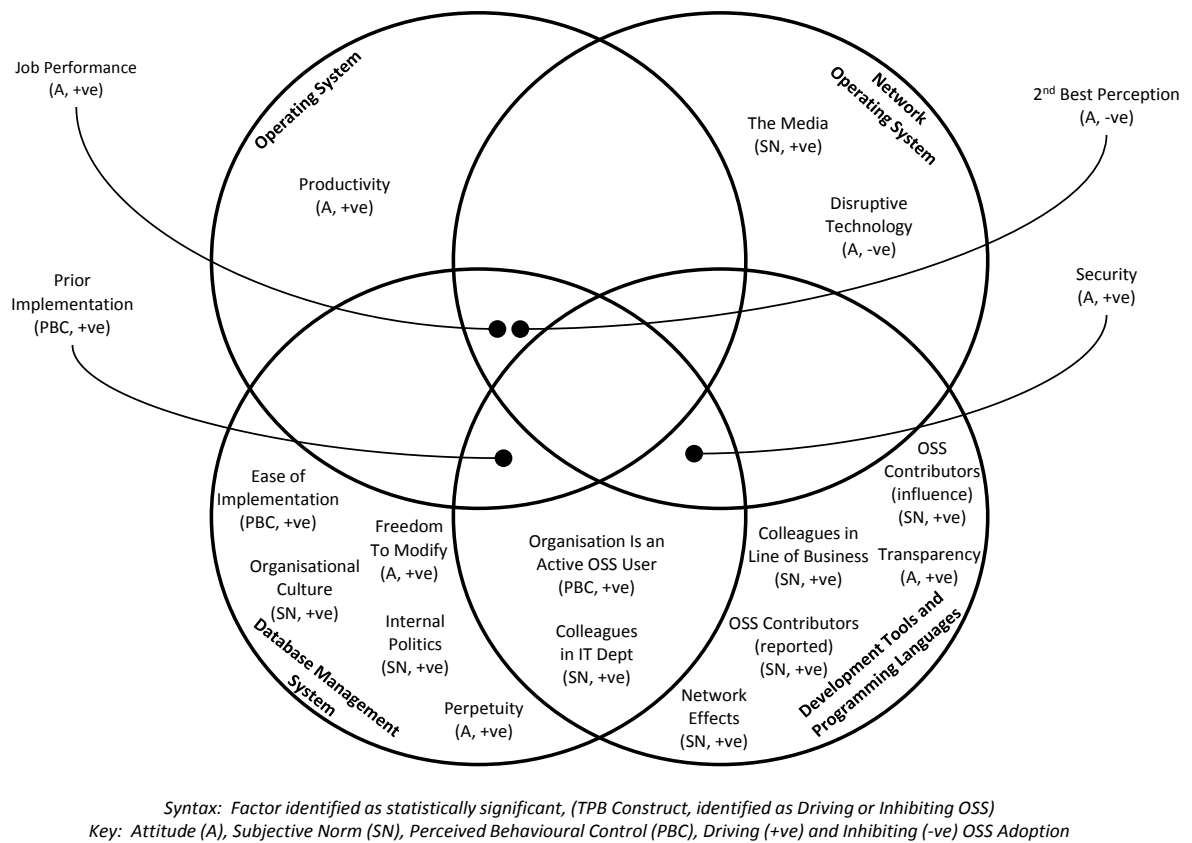 Job Performance
(A, +ve)
Operating System
Network
Operating System
2nd Best Perception
(A, -ve)
The Media
(SN, +ve)
Productivity
(A, +ve)
Disruptive
Technology
(A, -ve)
Prior
Implementation
(PBC, +ve)
Security
(A, +ve)
Ease of
Implementation
(PBC, +ve)
Freedom
To Modify
(A, +ve)
Organisational
Culture
(SN, +ve)
Internal
Politics
(SN, +ve)
Database Management
System
Perpetuity
(A, +ve)
Organisation Is an
Active OSS User
(PBC, +ve)
Colleagues
in IT Dept
(SN, +ve)
OSS
Contributors
(influence)
(SN, +ve)
Colleagues in
Line of Business
(SN, +ve)
Transparency
(A, +ve)
OSS Contributors
(reported)
(SN, +ve)
Development Tools and
Programming Languages
Network
Effects
(SN, +ve)
Syntax: Factor identified as statistically significant, (TPB Construct, identified as Driving or Inhibiting OSS)
Key: Attitude (A), Subjective Norm (SN), Perceived Behavioural Control (PBC), Driving (+ve) and Inhibiting (-ve) OSS Adoption